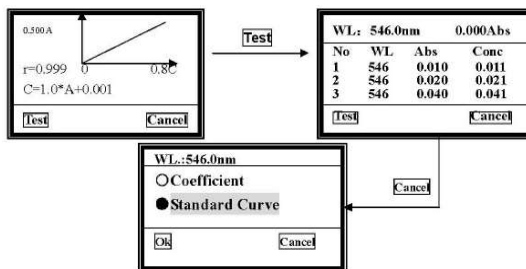 0.500A
r=0.999 0 0.8C
C=1.0*A+0.001
Test Cancel
Test
WL: 546.0nm 0.000Abs
No WL Abs Conc
1 546 0.010 0.011
2 546 0.020 0.021
3 546 0.040 0.041
Test Cancel
Cancel
WL.:546.0nm
Coefficient
Standard Curve
Ok Cancel